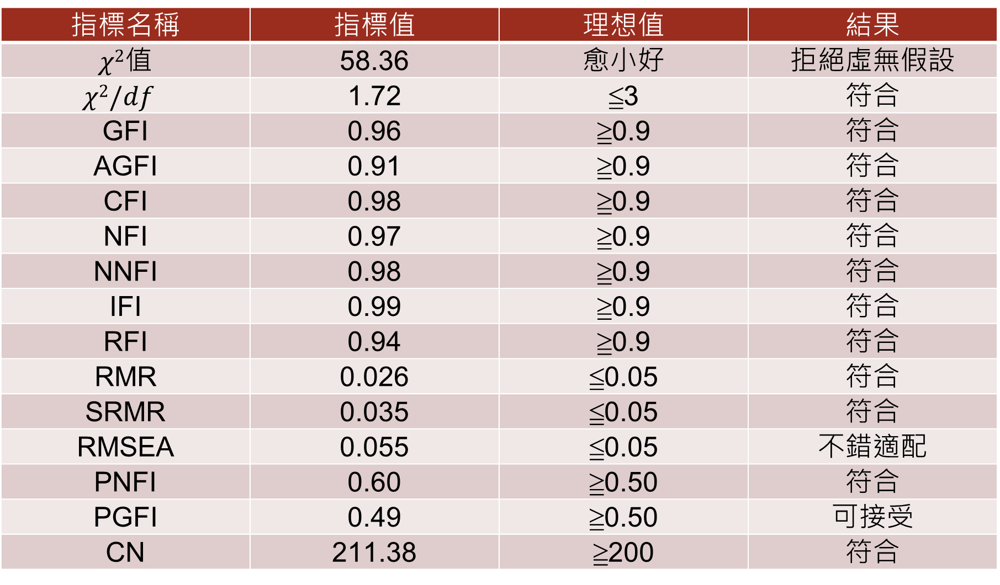 指標名稱 指標值 理想值 結果
χ²值 58.36 愈小好 拒絕虛無假設
χ²/df 1.72 ≦3 符合
GFI 0.96 ≧0.9 符合
AGFI 0.91 ≧0.9 符合
CFI 0.98 ≧0.9 符合
NFI 0.97 ≧0.9 符合
NNFI 0.98 ≧0.9 符合
IFI 0.99 ≧0.9 符合
RFI 0.94 ≧0.9 符合
RMR 0.026 ≦0.05 符合
SRMR 0.035 ≦0.05 符合
RMSEA 0.055 ≦0.05 不錯適配
PNFI 0.60 ≧0.50 符合
PGFI 0.49 ≧0.50 可接受
CN 211.38 ≧200 符合